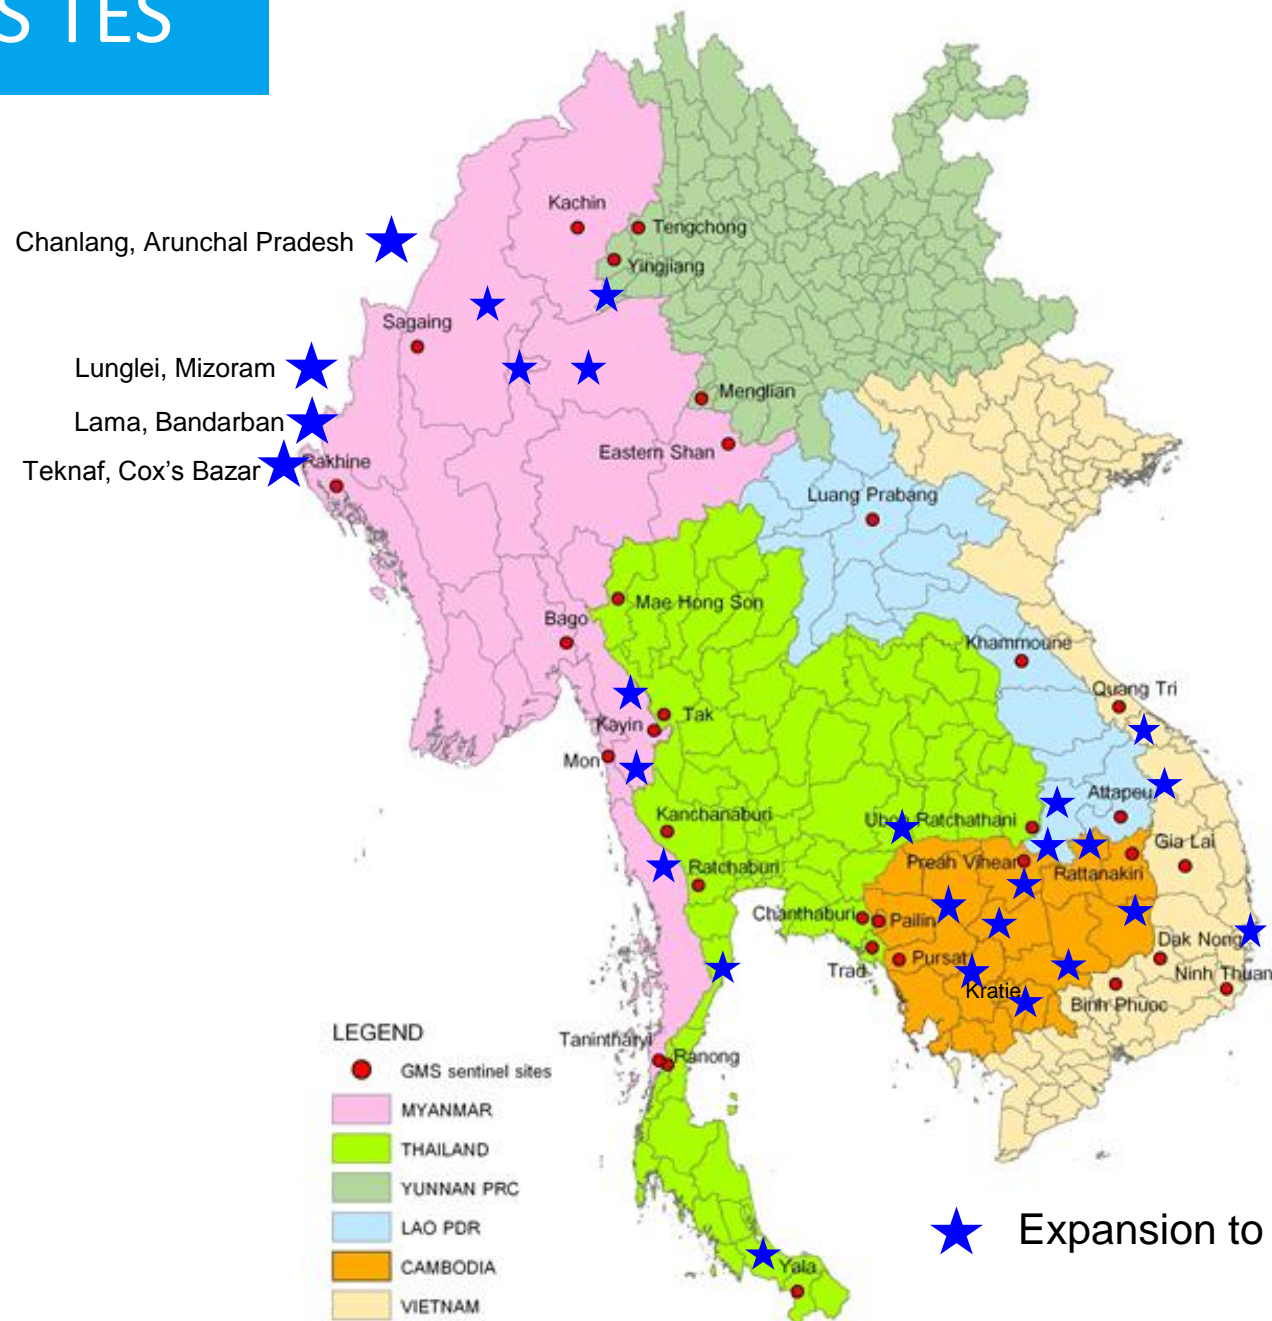 S TES
Kachin
Tengchong
Chanlang, Arunchal Pradesh
Yingjiang
Sagaing
Lunglei, Mizoram
Menglian
Lama, Bandarban
Eastern Shan
Teknaf, Cox's Bazar
Rakhine
Luang Prabang
Mae Hong Son
Bago
Khammoune
Quang Tri
Tak
Kayin
Mon
Attapeu
Kanchanaburi
Ubon Ratchathani
Gia Lai
Preah Vihear
Ratchaburi
Rattanakiri
Chanthaburi
Pailin
Dak Nong
Pursat
Trad
Ninh Thuan
Kratie
Binh Phuoc
LEGEND
Tanintharyi
Ranong
GMS sentinel sites
MYANMAR
THAILAND
YUNNAN PRC
LAO PDR
Expansion to
CAMBODIA
Yala
VIETNAM